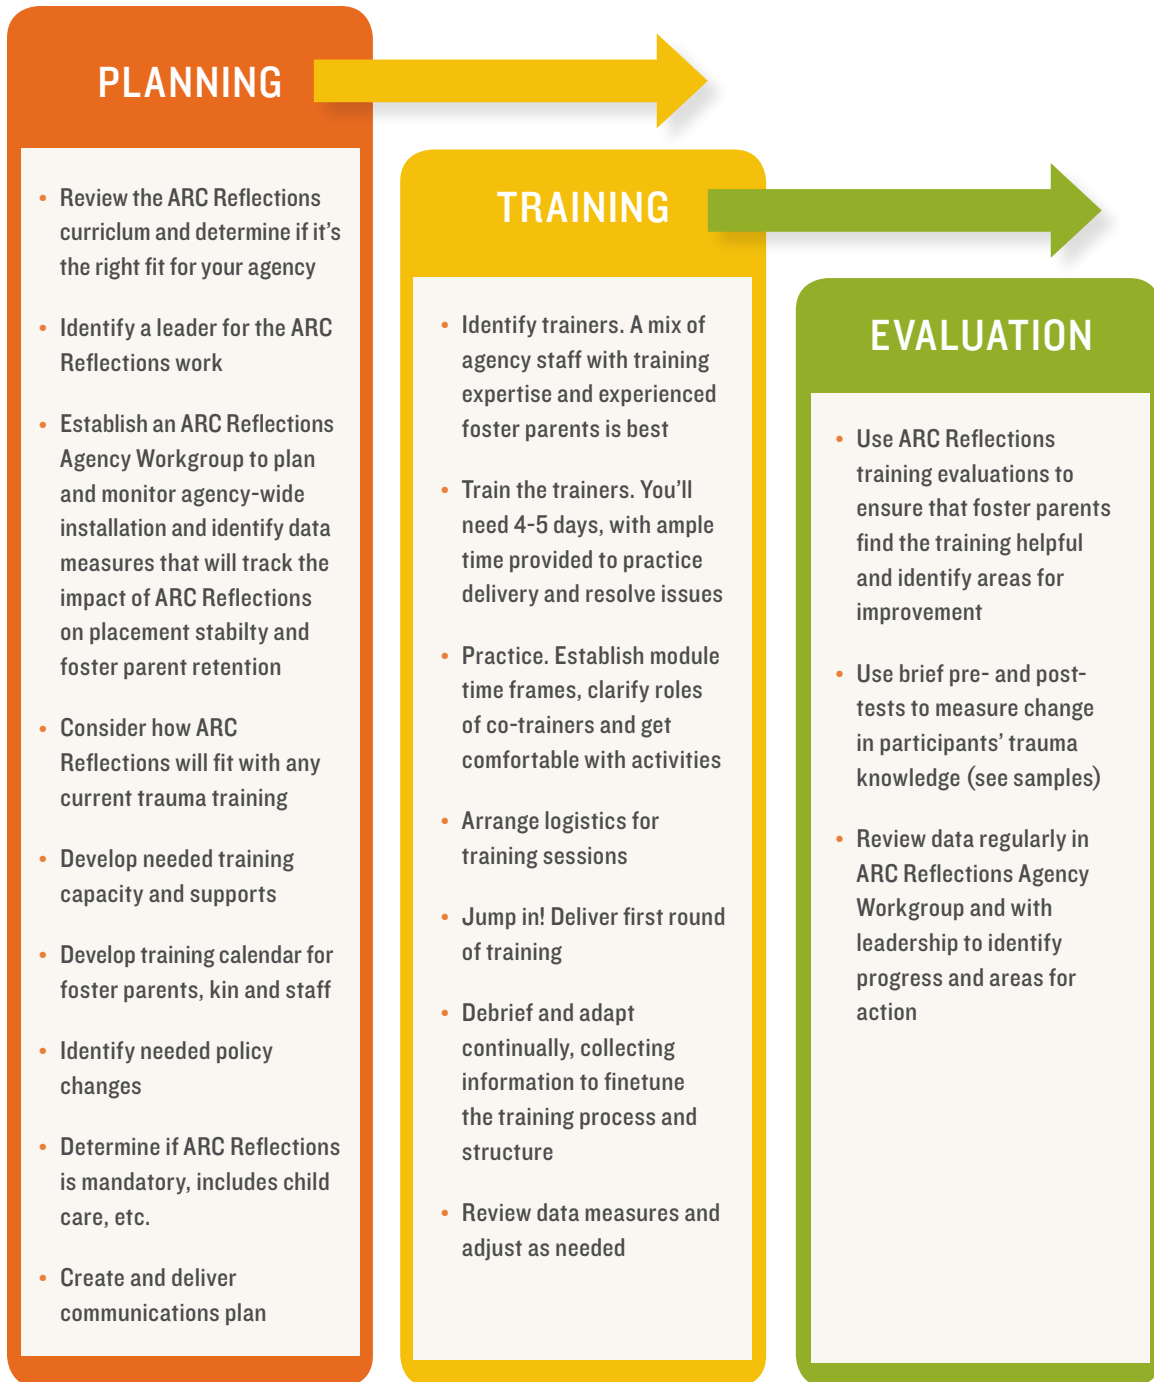 PLANNING
• Review the ARC Reflections
curriclum and determine if it's
the right fit for your agency
• Identify a leader for the ARC
Reflections work
• Establish an ARC Reflections
Agency Workgroup to plan
and monitor agency-wide
installation and identify data
measures that will track the
impact of ARC Reflections
on placement stabilty and
foster parent retention
• Consider how ARC
Reflections will fit with any
current trauma training
• Develop needed training
capacity and supports
• Develop training calendar for
foster parents, kin and staff
• Identify needed policy
changes
• Determine if ARC Reflections
is mandatory, includes child
care, etc.
• Create and deliver
communications plan
TRAINING
• Identify trainers. A mix of
agency staff with training
expertise and experienced
foster parents is best
• Train the trainers. You'll
need 4-5 days, with ample
time provided to practice
delivery and resolve issues
• Practice. Establish module
time frames, clarify roles
of co-trainers and get
comfortable with activities
• Arrange logistics for
training sessions
• Jump in! Deliver first round
of training
• Debrief and adapt
continually, collecting
information to finetune
the training process and
structure
• Review data measures and
adjust as needed
EVALUATION
• Use ARC Reflections
training evaluations to
ensure that foster parents
find the training helpful
and identify areas for
improvement
• Use brief pre- and post-
tests to measure change
in participants' trauma
knowledge (see samples)
• Review data regularly in
ARC Reflections Agency
Workgroup and with
leadership to identify
progress and areas for
action